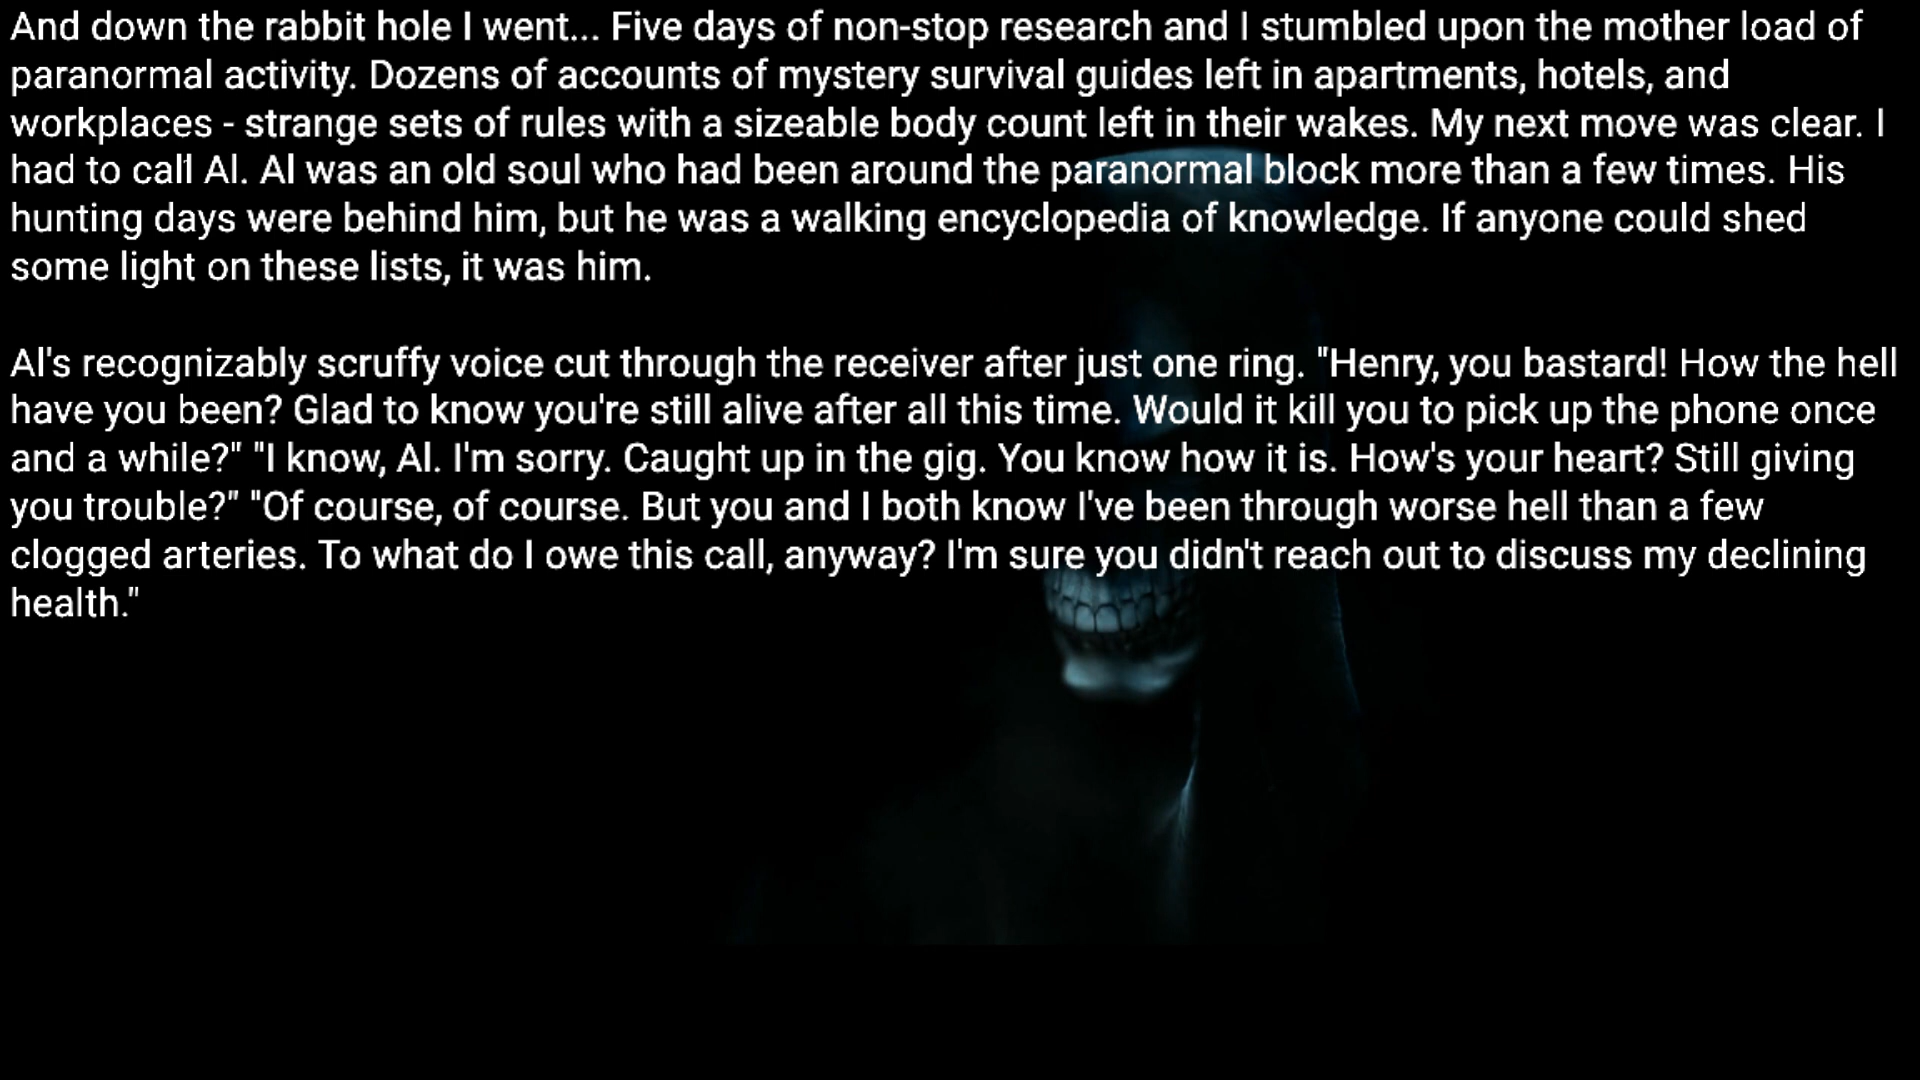 And down the rabbit hole I went... Five days of non-stop research and I stumbled upon the mother load of
paranormal activity. Dozens of accounts of mystery survival guides left in apartments, hotels, and
workplaces - strange sets of rules with a sizeable body count left in their wakes. My next move was clear. I
had to call Al. Al was an old soul who had been around the paranormal block more than a few times. His
hunting days were behind him, but he was a walking encyclopedia of knowledge. If anyone could shed
some light on these lists, it was him.
Al's recognizably scruffy voice cut through the receiver after just one ring. "Henry, you bastard! How the hell
have you been? Glad to know you're still alive after all this time. Would it kill you to pick up the phone once
and a while?" "I know, Al. I'm sorry. Caught up in the gig. You know how it is. How's your heart? Still giving
you trouble?" "Of course, of course. But you and I both know I've been through worse hell than a few
clogged arteries. To what do I owe this call, anyway? I'm sure you didn't reach out to discuss my declining
health."